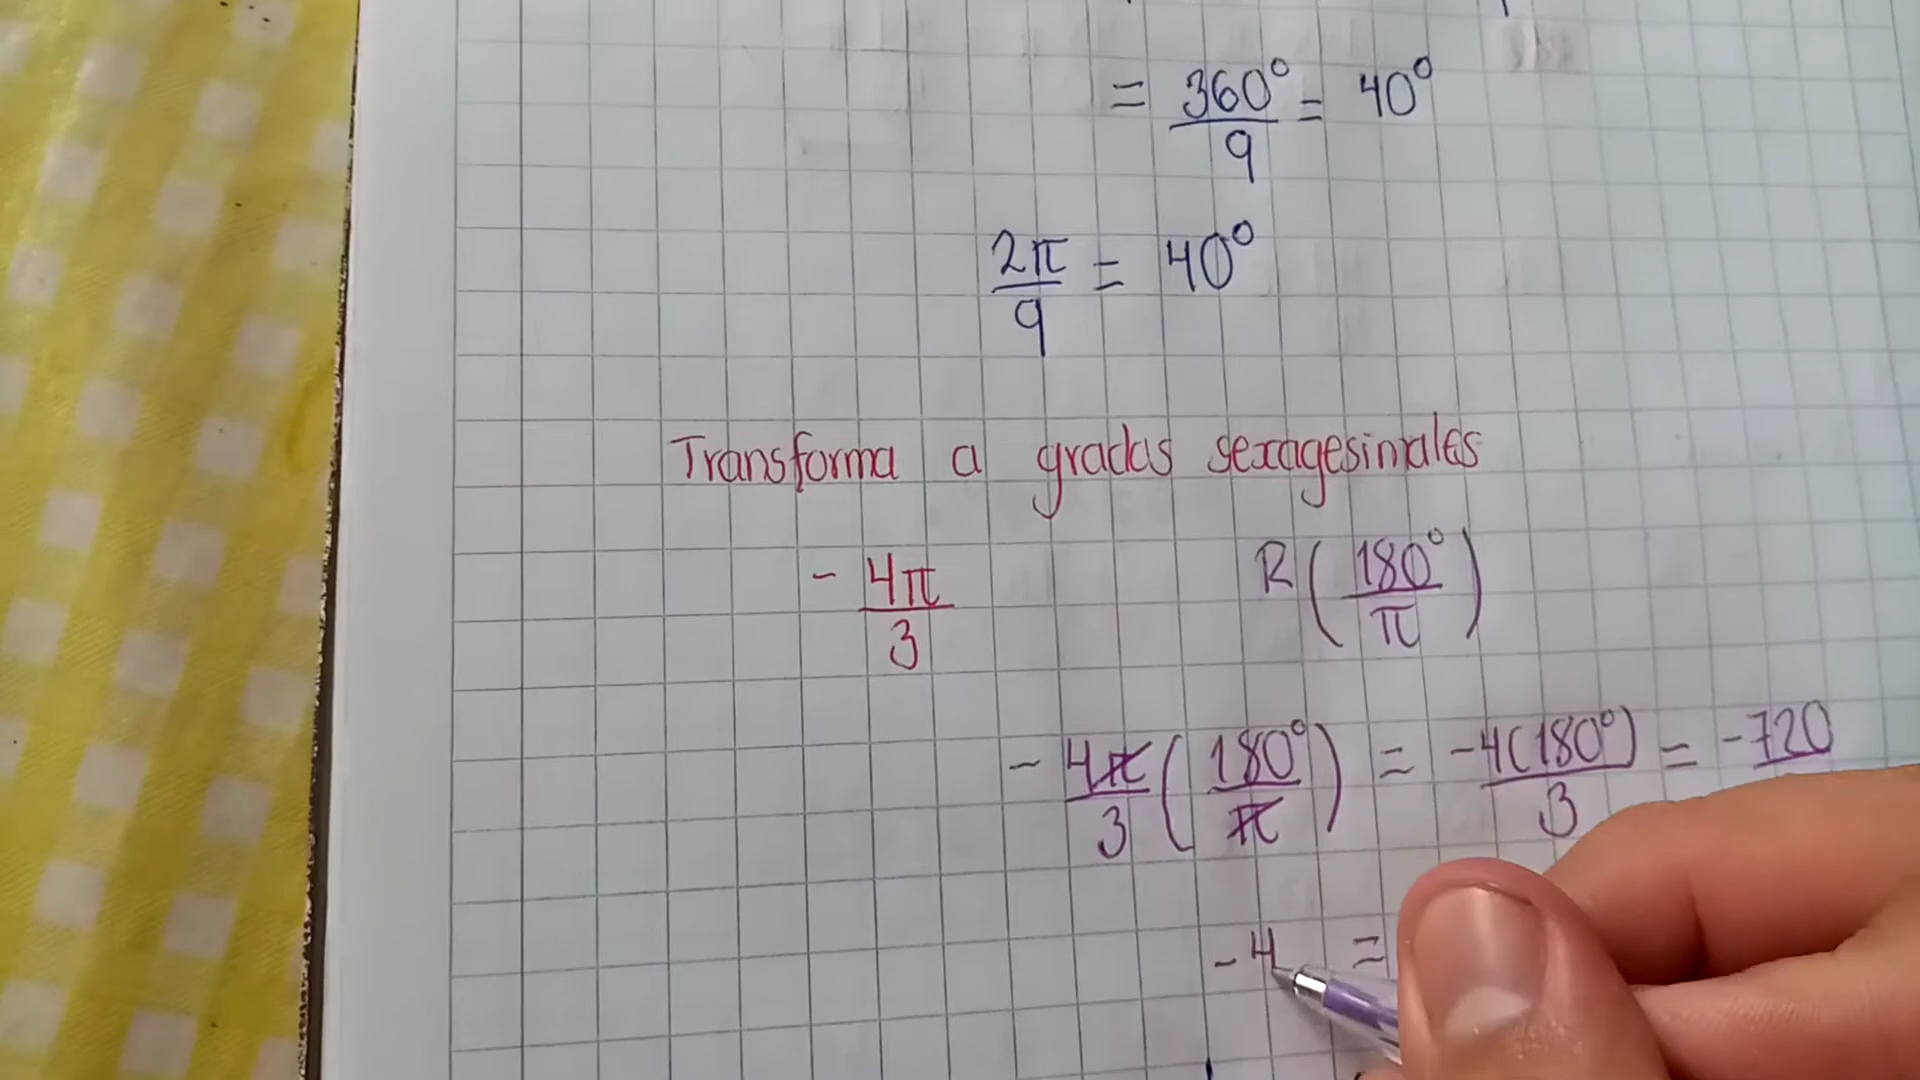 = 360°/9 = 40°
2π/9 = 40°
Transforma a grados sexagesimales
- 4π/3 R(180°/π)
- 4π/3 (180°/π) = -4(180°)/3 = -720
- 4 =